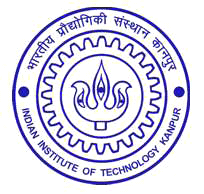 भारतीय प्रौद्योगिकी संस्थान कानपुर
INDIAN INSTITUTE OF TECHNOLOGY KANPUR